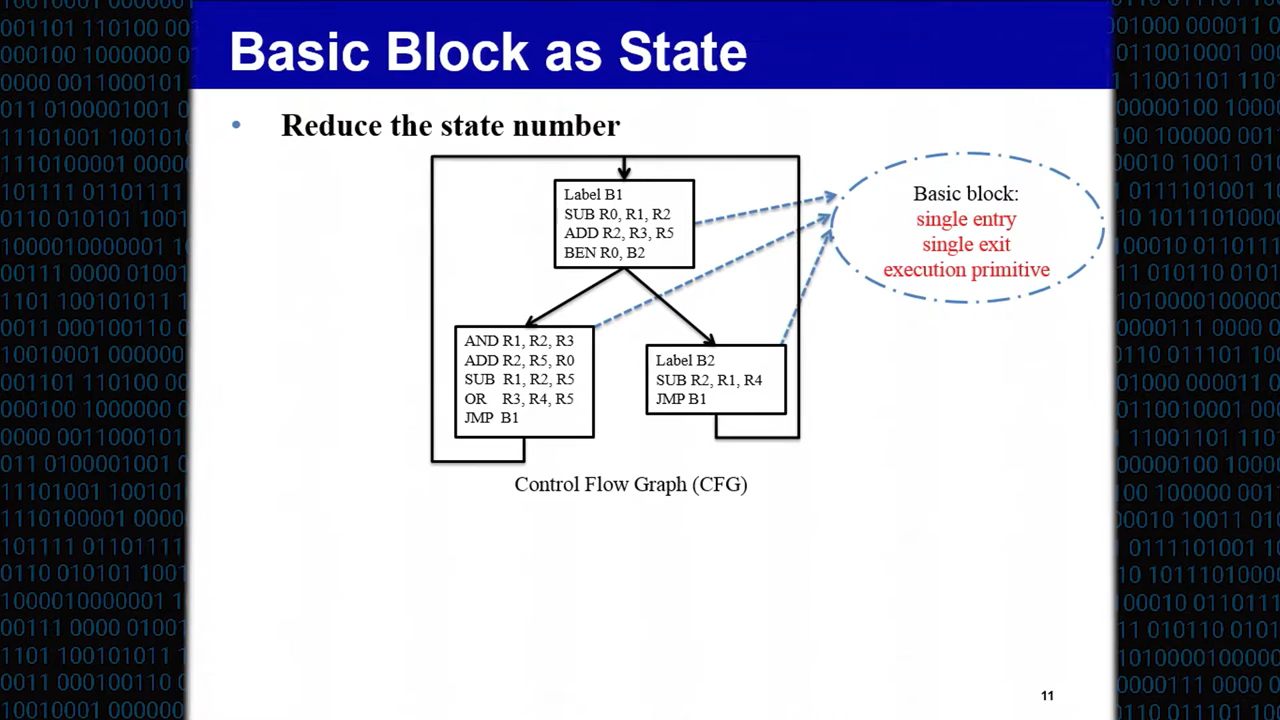 Basic Block as State
• Reduce the state number
Label B1
SUB R0, R1, R2
ADD R2, R3, R5
BEN R0, B2
Basic block:
single entry
single exit
execution primitive
AND R1, R2, R3
ADD R2, R5, R0
SUB R1, R2, R5
OR R3, R4, R5
JMP B1
Label B2
SUB R2, R1, R4
JMP B1
Control Flow Graph (CFG)
11